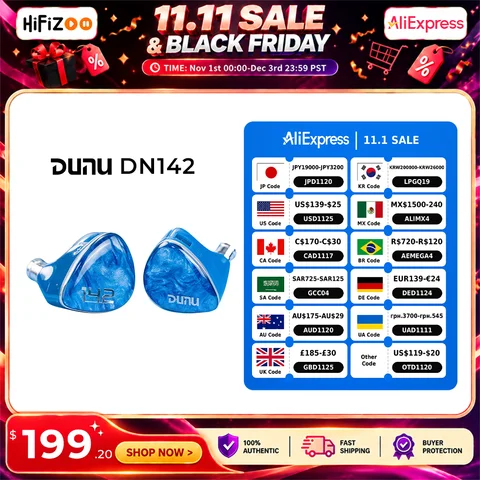 HiFiZOO
11.11 SALE
& BLACK FRIDAY
AliExpress
TIME: Nov 1st 00:00-Dec 3rd 23:59 PST
%
%
DUNU DN142
142
DUNU
AliExpress | 11.1 SALE
JP Code
JPY19000-JPY3200
JPD1120
KR Code
KRW200000-KRW26000
LPGQ19
US Code
US$139-$25
USD1125
MX Code
MX$1500-240
ALIMX4
CA Code
C$170-C$30
CAD1117
BR Code
R$720-R$120
AEMEGA4
SA Code
SAR725-SAR125
GCC04
DE Code
EUR139-€24
DED1124
AU Code
AU$175-AU$29
AUD1120
UA Code
грн.3700-грн.545
UAD1111
UK Code
£185-£30
GBD1125
Other
Code
US$119-$20
OTD1120
$199.20
SHOP NOW >
100%
AUTHENTIC
FAST
SHIPPING
BUYER
PROTECTION